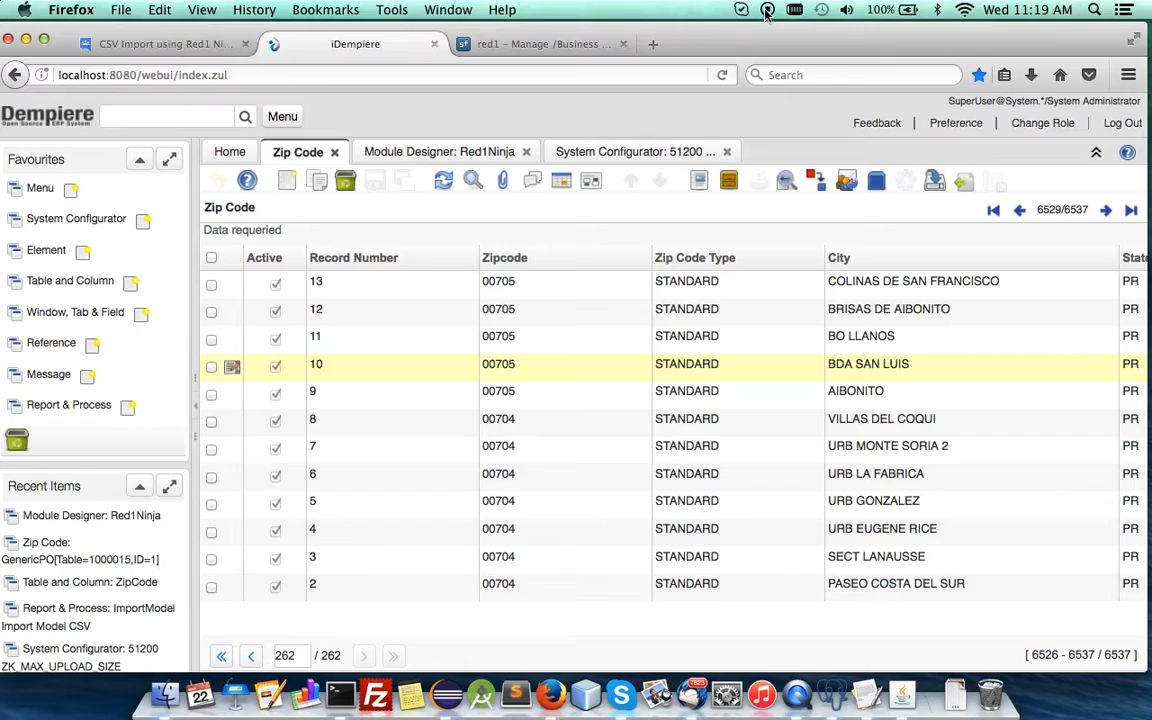 Firefox File Edit View History Bookmarks Tools Window Help 100% Wed 11:19 AM
CSV Import using Red1 Ni... iDempiere red1 - Manage /Business ...
localhost:8080/webui/index.zul Search
SuperUser@System.*/System Administrator
Dempiere Menu
Open Source ERP System
Feedback | Preference | Change Role | Log Out
Favourites Home Zip Code Module Designer: Red1Ninja System Configurator: 51200 ...
Menu
Zip Code 6529/6537
System Configurator
Data requeried
Element Active Record Number Zipcode Zip Code Type City State
Table and Column 13 00705 STANDARD COLINAS DE SAN FRANCISCO PR
Window, Tab & Field 12 00705 STANDARD BRISAS DE AIBONITO PR
Reference 11 00705 STANDARD BO LLANOS PR
Message 10 00705 STANDARD BDA SAN LUIS PR
Report & Process 9 00705 STANDARD AIBONITO PR
8 00704 STANDARD VILLAS DEL COQUI PR
7 00704 STANDARD URB MONTE SORIA 2 PR
Recent Items 6 00704 STANDARD URB LA FABRICA PR
Module Designer: Red1Ninja 5 00704 STANDARD URB GONZALEZ PR
Zip Code: 4 00704 STANDARD URB EUGENE RICE PR
GenericPO[Table=1000015,ID=1] 3 00704 STANDARD SECT LANAUSSE PR
Table and Column: ZipCode 2 00704 STANDARD PASEO COSTA DEL SUR PR
Report & Process: ImportModel
Import Model CSV
System Configurator: 51200 262 / 262 [ 6526 - 6537 / 6537 ]
ZK_MAX_UPLOAD_SIZE